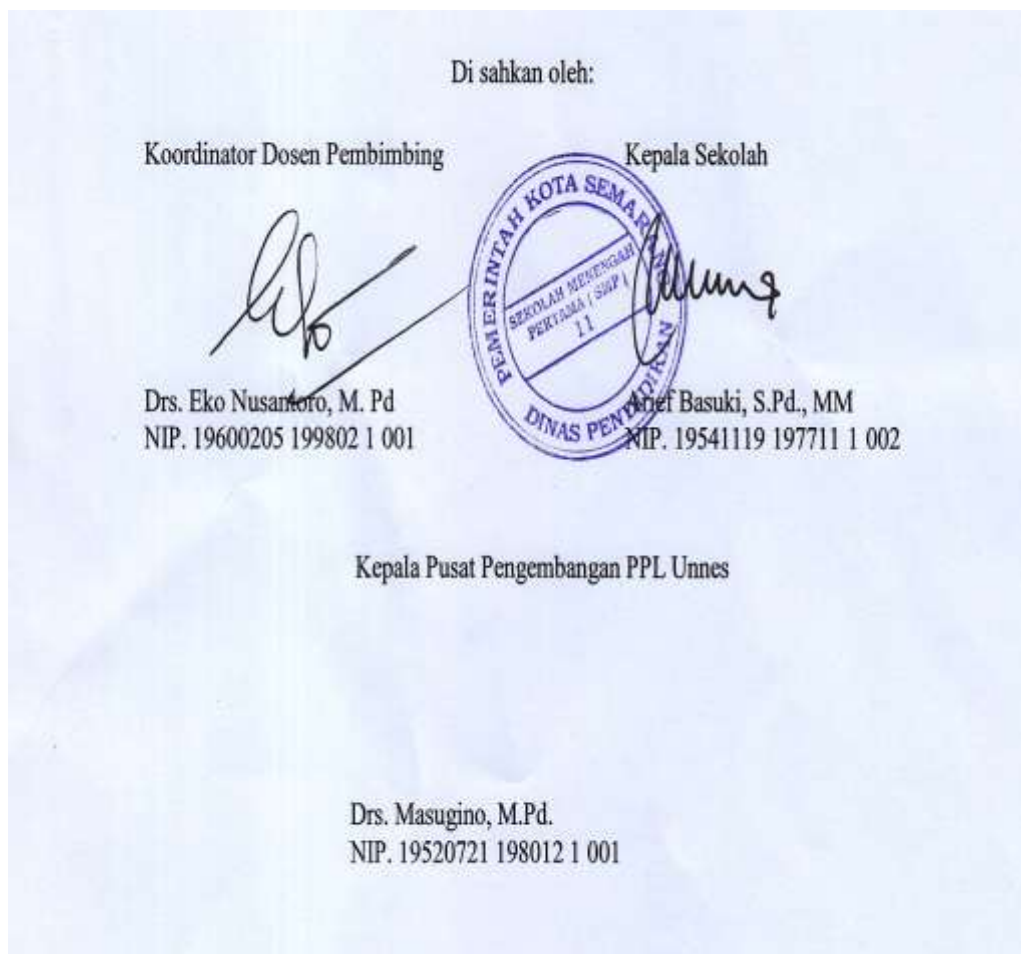 Di sahkan oleh:
Koordinator Dosen Pembimbing
Kepala Sekolah
PEMERINTAH KOTA SEMARANG
SEKOLAH MENENGAH
PERTAMA ( SMP )
11
DINAS PENDIDIKAN
Drs. Eko Nusantoro, M. Pd
NIP. 19600205 199802 1 001
Arief Basuki, S.Pd., MM
NIP. 19541119 197711 1 002
Kepala Pusat Pengembangan PPL Unnes
Drs. Masugino, M.Pd.
NIP. 19520721 198012 1 001